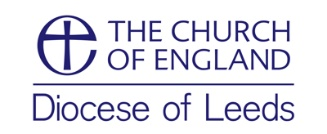 THE CHURCH
OF ENGLAND
Diocese of Leeds